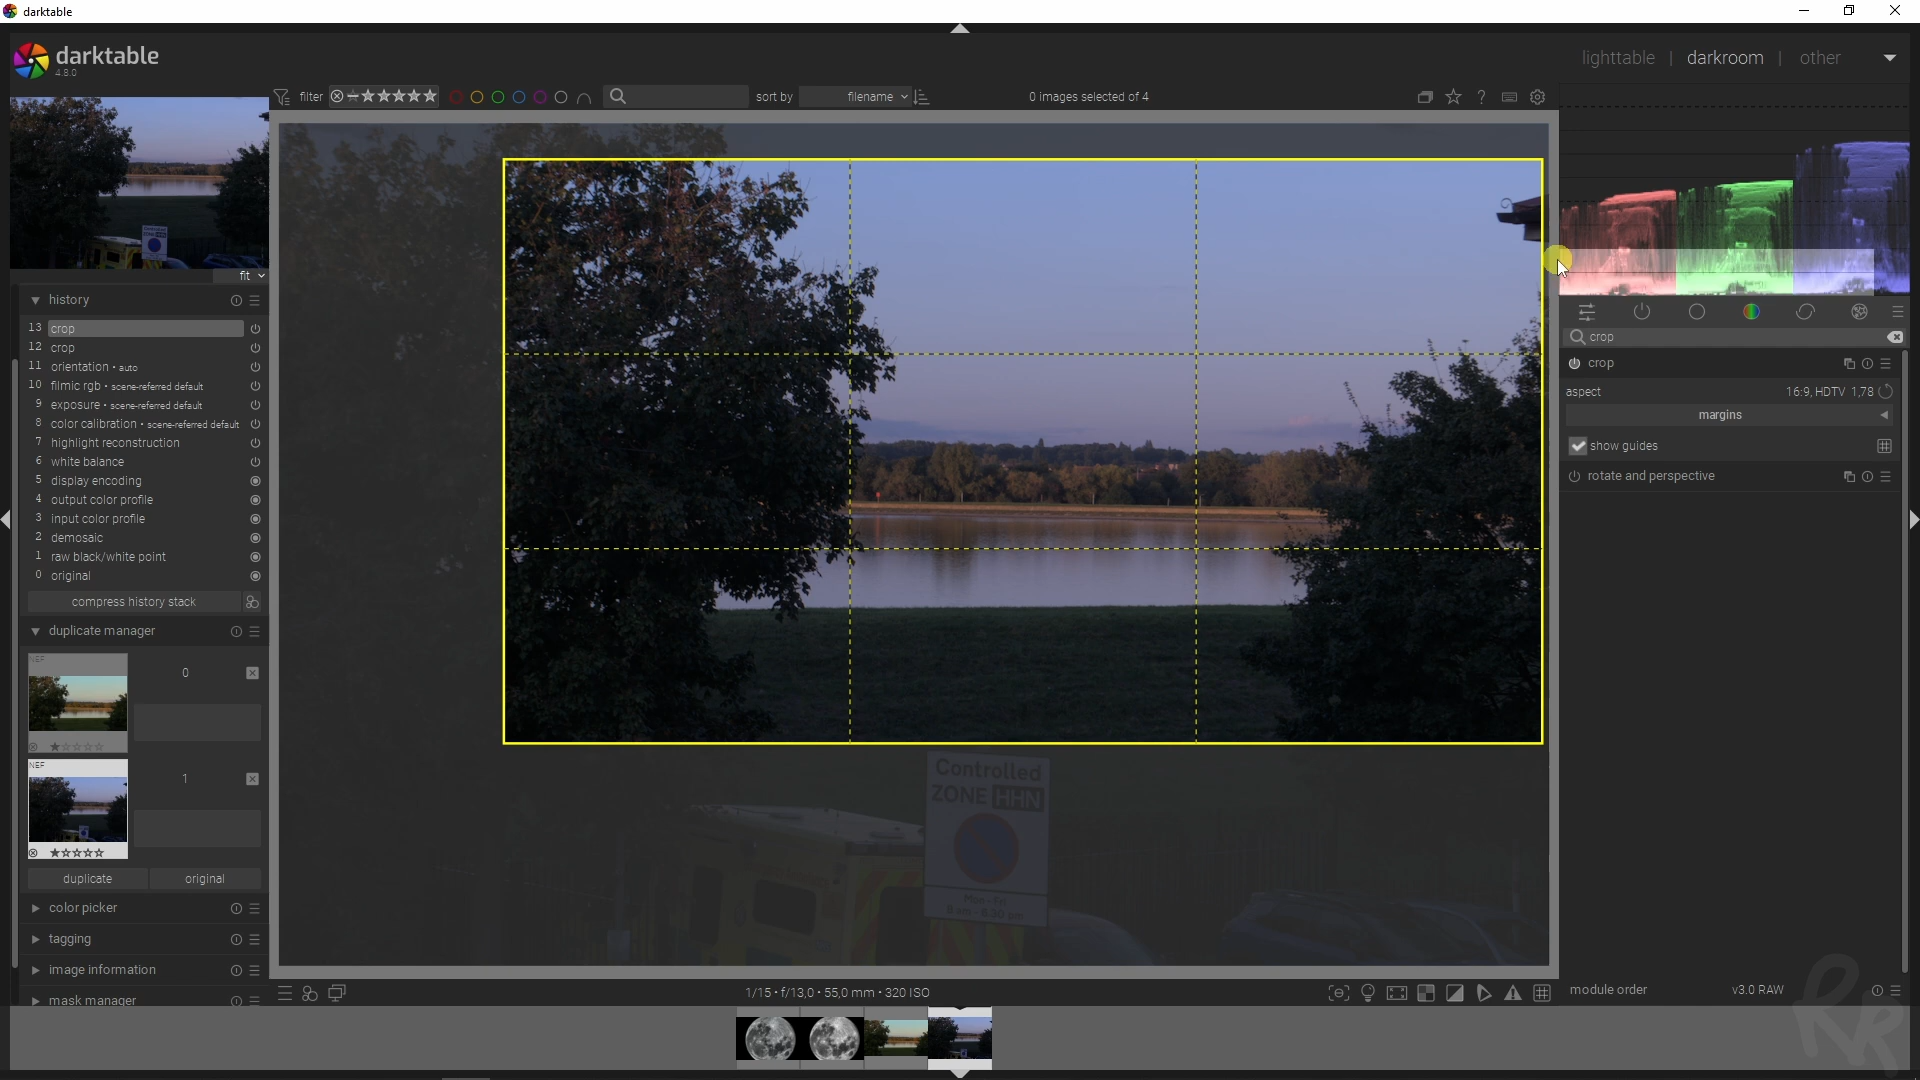 darktable
darktable
4.8.0
lighttable | darkroom | other
filter
sort by filename
0 images selected of 4
fit
history
13 crop
12 crop
11 orientation • auto
10 filmic rgb • scene-referred default
9 exposure • scene-referred default
8 color calibration • scene-referred default
7 highlight reconstruction
6 white balance
5 display encoding
4 output color profile
3 input color profile
2 demosaic
1 raw black/white point
0 original
compress history stack
duplicate manager
NEF
0
NEF
1
duplicate original
color picker
tagging
image information
mask manager
Controlled
ZONE HHN
Mon - Fri
1/15 • f/13,0 • 55,0 mm • 320 ISO
crop
crop
aspect 16:9, HDTV 1,78
margins
show guides
rotate and perspective
module order v3.0 RAW
RR